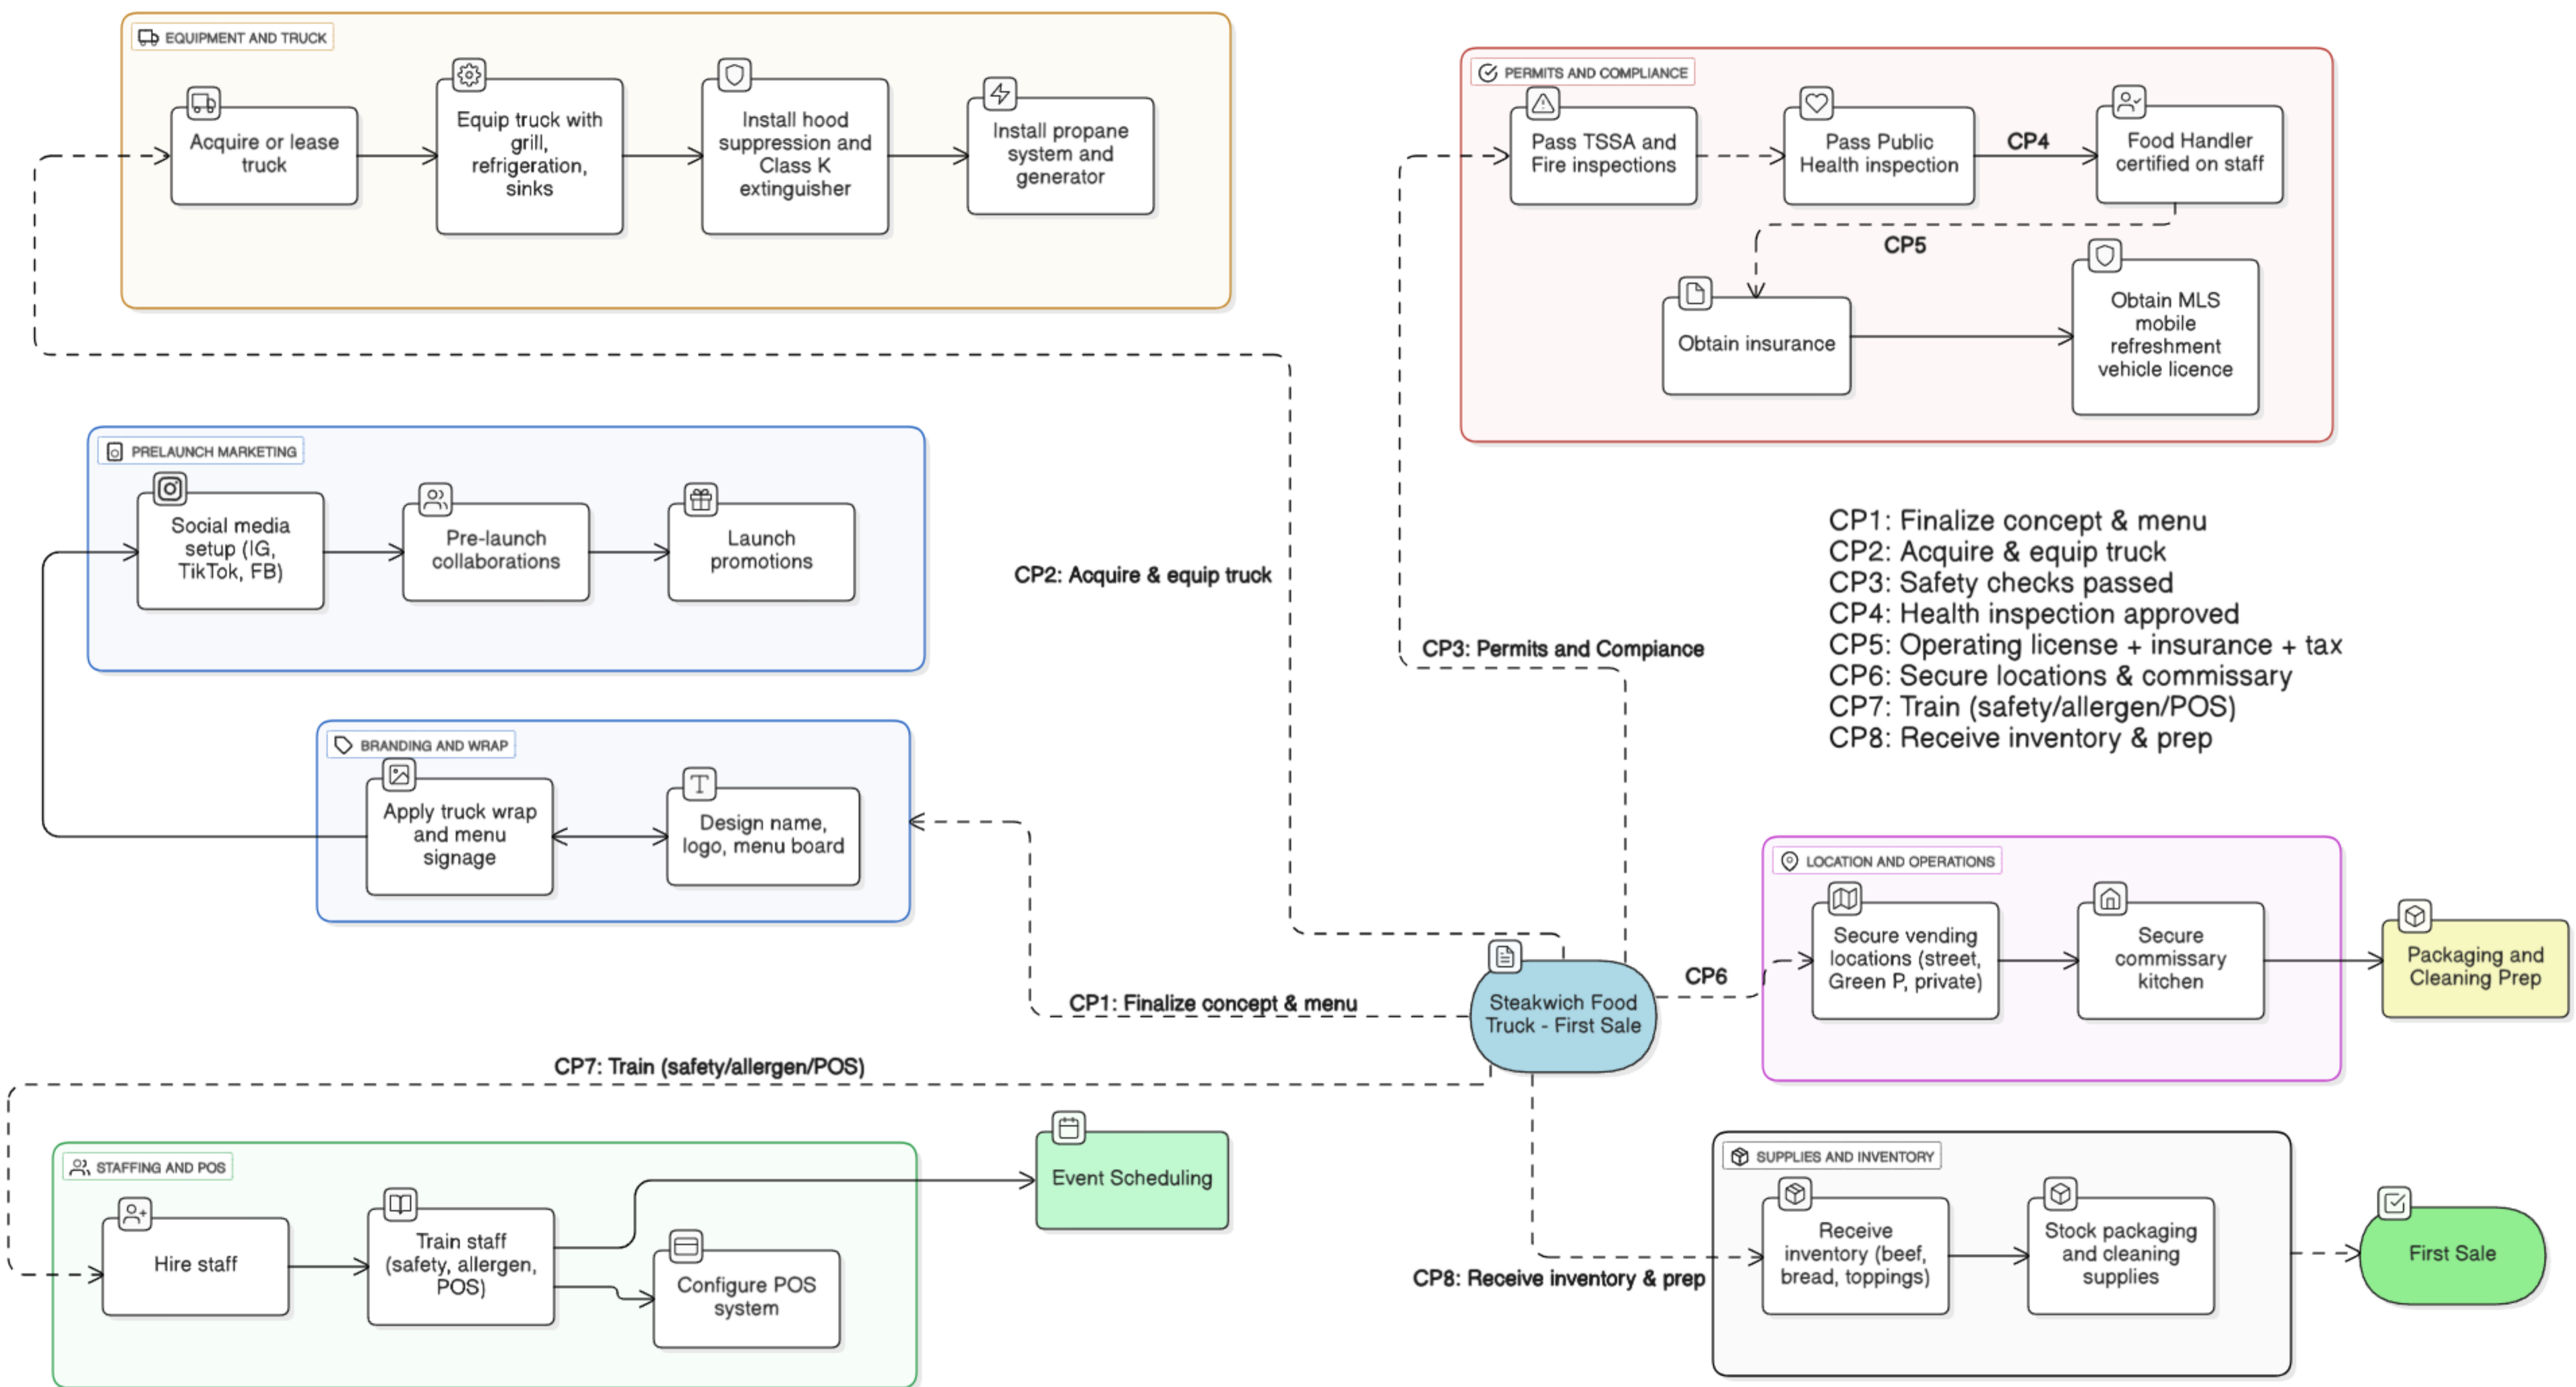 EQUIPMENT AND TRUCK
Acquire or lease
truck
Equip truck with
grill,
refrigeration,
sinks
Install hood
suppression and
Class K
extinguisher
Install propane
system and
generator
PERMITS AND COMPLIANCE
Pass TSSA and
Fire inspections
Pass Public
Health inspection
CP4
Food Handler
certified on staff
CP5
Obtain insurance
Obtain MLS
mobile
refreshment
vehicle licence
PRELAUNCH MARKETING
Social media
setup (IG,
TikTok, FB)
Pre-launch
collaborations
Launch
promotions
CP2: Acquire & equip truck
CP3: Permits and Compiance
CP1: Finalize concept & menu
CP2: Acquire & equip truck
CP3: Safety checks passed
CP4: Health inspection approved
CP5: Operating license + insurance + tax
CP6: Secure locations & commissary
CP7: Train (safety/allergen/POS)
CP8: Receive inventory & prep
BRANDING AND WRAP
Apply truck wrap
and menu
signage
Design name,
logo, menu board
CP1: Finalize concept & menu
Steakwich Food
Truck - First Sale
CP6
LOCATION AND OPERATIONS
Secure vending
locations (street,
Green P, private)
Secure
commissary
kitchen
Packaging and
Cleaning Prep
CP7: Train (safety/allergen/POS)
STAFFING AND POS
Hire staff
Train staff
(safety, allergen,
POS)
Configure POS
system
Event Scheduling
CP8: Receive inventory & prep
SUPPLIES AND INVENTORY
Receive
inventory (beef,
bread, toppings)
Stock packaging
and cleaning
supplies
First Sale